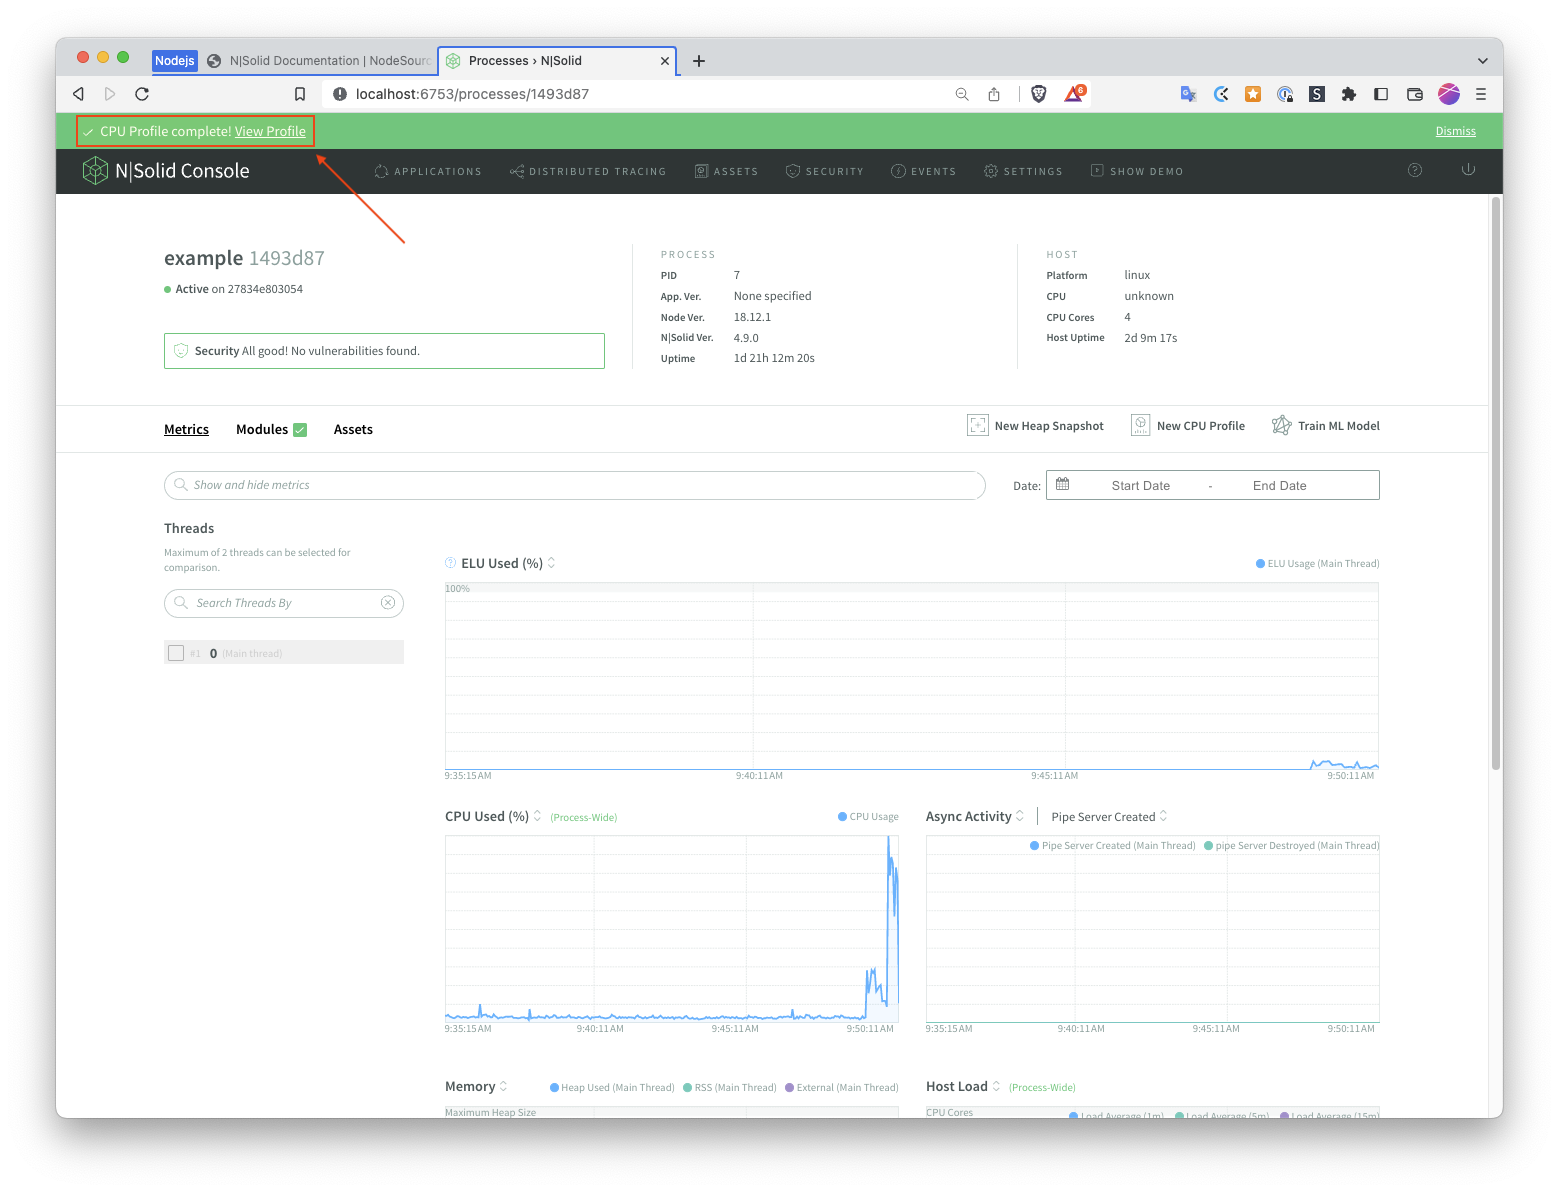 Nodejs
N|Solid Documentation | NodeSour
Processes › N|Solid
localhost:6753/processes/1493d87
6
S
CPU Profile complete! View Profile
Dismiss
N|Solid Console
APPLICATIONS
DISTRIBUTED TRACING
ASSETS
SECURITY
EVENTS
SETTINGS
SHOW DEMO
example 1493d87
Active on 27834e803054
Security All good! No vulnerabilities found.
PROCESS
PID 7
App. Ver. None specified
Node Ver. 18.12.1
N|Solid Ver. 4.9.0
Uptime 1d 21h 12m 20s
HOST
Platform linux
CPU unknown
CPU Cores 4
Host Uptime 2d 9m 17s
Metrics
Modules
Assets
New Heap Snapshot
New CPU Profile
Train ML Model
Show and hide metrics
Date:
Start Date - End Date
Threads
Maximum of 2 threads can be selected for
comparison.
Search Threads By
#1 0 (Main thread)
ELU Used (%)
ELU Usage (Main Thread)
100%
9:35:15AM 9:40:11AM 9:45:11AM 9:50:11AM
CPU Used (%) (Process-Wide)
CPU Usage
9:35:15AM 9:40:11AM 9:45:11AM 9:50:11AM
Async Activity | Pipe Server Created
Pipe Server Created (Main Thread) pipe Server Destroyed (Main Thread)
9:35:15AM 9:40:11AM 9:45:11AM 9:50:11AM
Memory
Heap Used (Main Thread) RSS (Main Thread) External (Main Thread)
Maximum Heap Size
Host Load (Process-Wide)
CPU Cores
Load Average (1m) Load Average (5m) Load Average (15m)